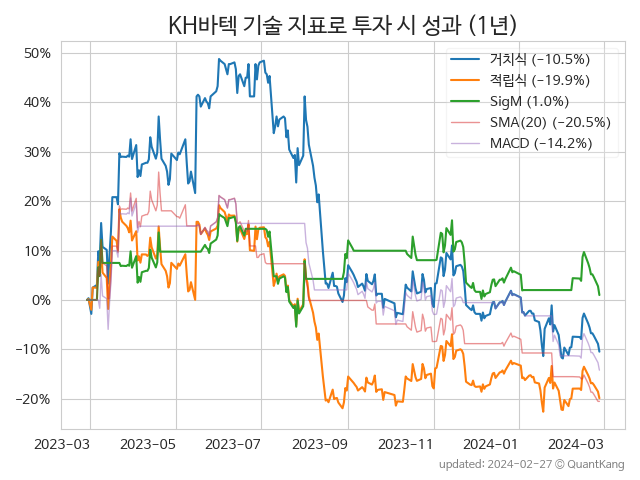 KH바텍 기술 지표로 투자 시 성과 (1년)
50%
40%
30%
20%
10%
0%
−10%
−20%
거치식 (−10.5%)
적립식 (−19.9%)
SigM (1.0%)
SMA(20) (−20.5%)
MACD (−14.2%)
2023-03 2023-05 2023-07 2023-09 2023-11 2024-01 2024-03
updated: 2024-02-27 © QuantKang